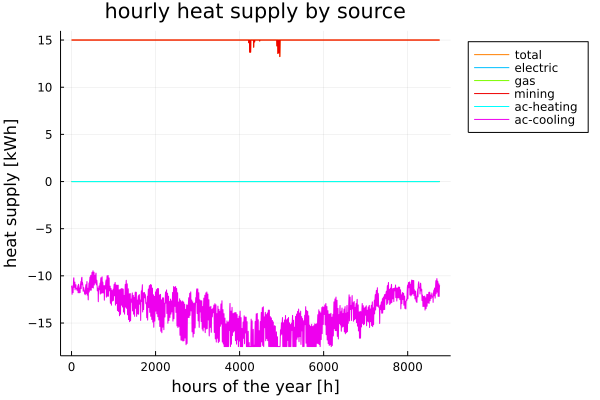 hourly heat supply by source
heat supply [kWh]
15
10
5
0
−5
−10
−15
0
2000
4000
6000
8000
hours of the year [h]
total
electric
gas
mining
ac-heating
ac-cooling